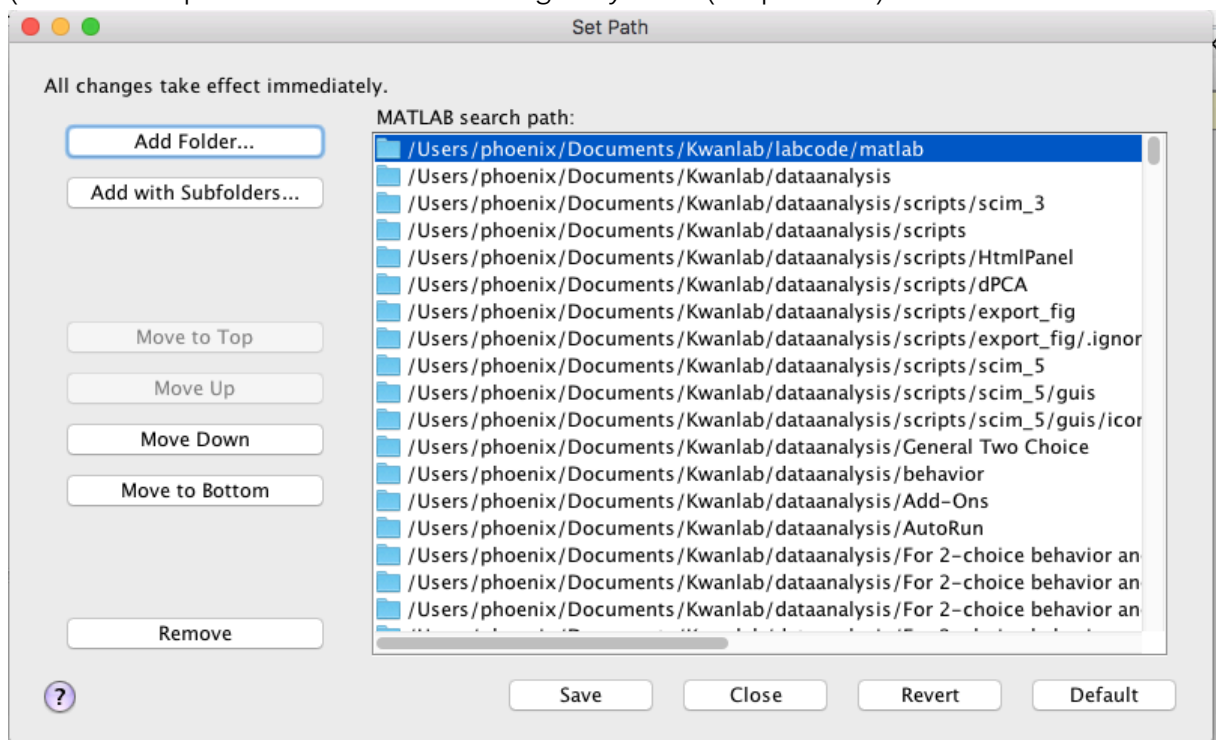 Set Path
All changes take effect immediately.
MATLAB search path:
Add Folder...
Add with Subfolders...
Move to Top
Move Up
Move Down
Move to Bottom
Remove
/Users/phoenix/Documents/Kwanlab/labcode/matlab
/Users/phoenix/Documents/Kwanlab/dataanalysis
/Users/phoenix/Documents/Kwanlab/dataanalysis/scripts/scim_3
/Users/phoenix/Documents/Kwanlab/dataanalysis/scripts
/Users/phoenix/Documents/Kwanlab/dataanalysis/scripts/HtmlPanel
/Users/phoenix/Documents/Kwanlab/dataanalysis/scripts/dPCA
/Users/phoenix/Documents/Kwanlab/dataanalysis/scripts/export_fig
/Users/phoenix/Documents/Kwanlab/dataanalysis/scripts/export_fig/.ignor
/Users/phoenix/Documents/Kwanlab/dataanalysis/scripts/scim_5
/Users/phoenix/Documents/Kwanlab/dataanalysis/scripts/scim_5/guis
/Users/phoenix/Documents/Kwanlab/dataanalysis/scripts/scim_5/guis/icor
/Users/phoenix/Documents/Kwanlab/dataanalysis/General Two Choice
/Users/phoenix/Documents/Kwanlab/dataanalysis/behavior
/Users/phoenix/Documents/Kwanlab/dataanalysis/Add-Ons
/Users/phoenix/Documents/Kwanlab/dataanalysis/AutoRun
/Users/phoenix/Documents/Kwanlab/dataanalysis/For 2-choice behavior an
/Users/phoenix/Documents/Kwanlab/dataanalysis/For 2-choice behavior an
/Users/phoenix/Documents/Kwanlab/dataanalysis/For 2-choice behavior an
?
Save
Close
Revert
Default